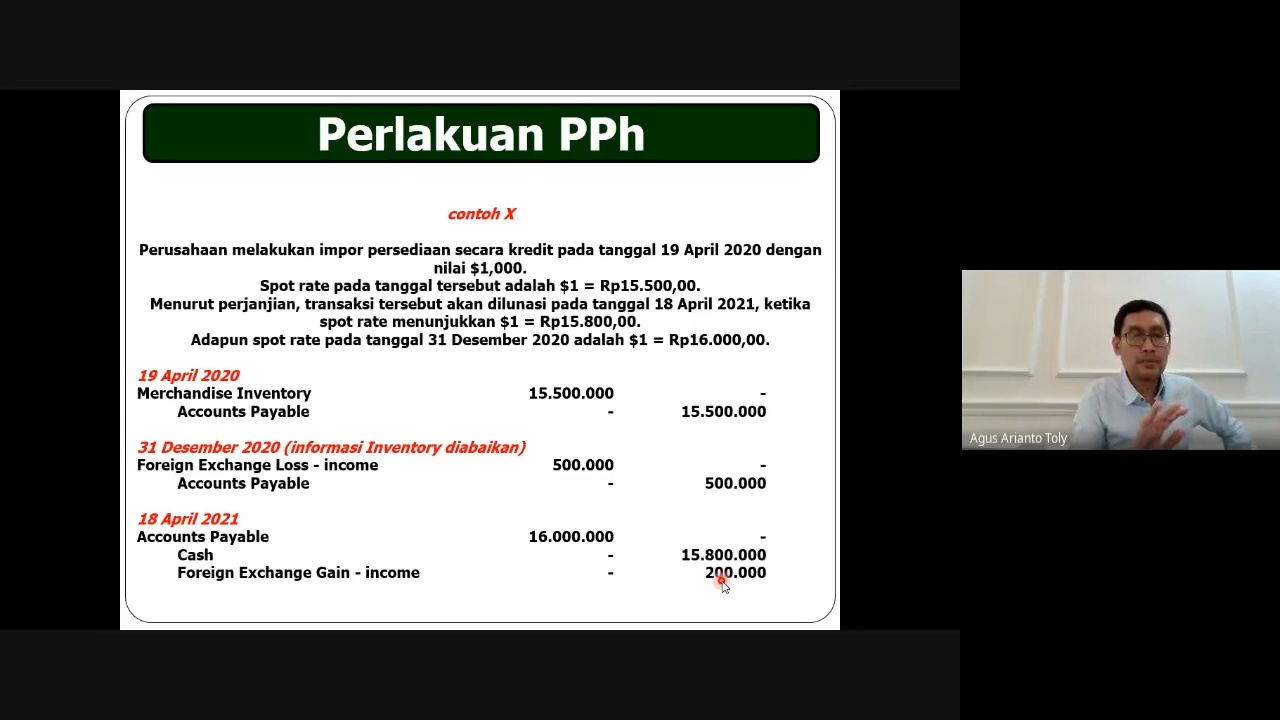 Perlakuan PPh
contoh X
Perusahaan melakukan impor persediaan secara kredit pada tanggal 19 April 2020 dengan
nilai $1,000.
Spot rate pada tanggal tersebut adalah $1 = Rp15.500,00.
Menurut perjanjian, transaksi tersebut akan dilunasi pada tanggal 18 April 2021, ketika
spot rate menunjukkan $1 = Rp15.800,00.
Adapun spot rate pada tanggal 31 Desember 2020 adalah $1 = Rp16.000,00.
19 April 2020
Merchandise Inventory 15.500.000 -
Accounts Payable - 15.500.000
31 Desember 2020 (informasi Inventory diabaikan)
Foreign Exchange Loss - income 500.000 -
Accounts Payable - 500.000
18 April 2021
Accounts Payable 16.000.000 -
Cash - 15.800.000
Foreign Exchange Gain - income - 200.000
Agus Arianto Toly